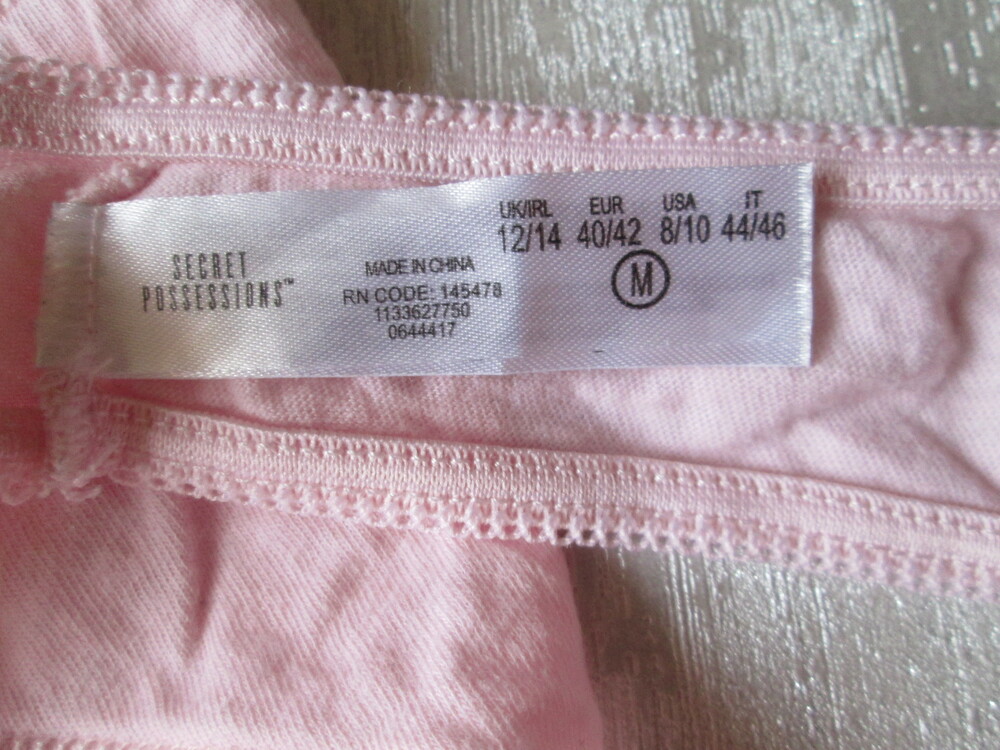 SECRET
POSSESSIONS™
MADE IN CHINA
RN CODE: 145478
1133627750
0644417
UK/IRL EUR USA IT
12/14 40/42 8/10 44/46
M